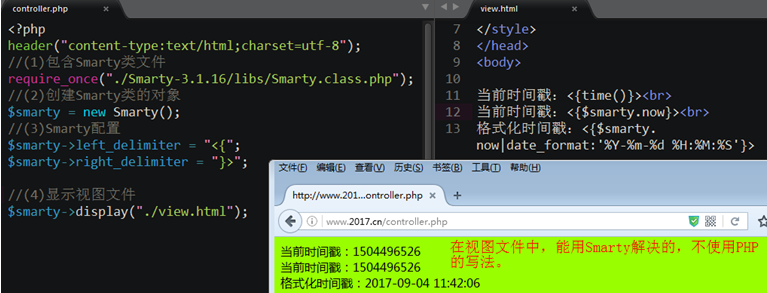 controller.php
<?php
header("content-type:text/html;charset=utf-8");
//(1)包含Smarty类文件
require_once("./Smarty-3.1.16/libs/Smarty.class.php");
//(2)创建Smarty类的对象
$smarty = new Smarty();
//(3)Smarty配置
$smarty->left_delimiter = "<{";
$smarty->right_delimiter = "}>";
//(4)显示视图文件
$smarty->display("./view.html");
view.html
7 </style>
8 </head>
9 <body>
10
11 当前时间戳：<{time()}><br>
12 当前时间戳：<{$smarty.now}><br>
13 格式化时间戳：<{$smarty.
now|date_format:'%Y-%m-%d %H:%M:%S'}>
文件(F) 编辑(E) 查看(V) 历史(S) 书签(B) 工具(T) 帮助(H)
http://www.201...ontroller.php × +
www.2017.cn/controller.php
当前时间戳：1504496526
当前时间戳：1504496526
格式化时间戳：2017-09-04 11:42:06
在视图文件中，能用Smarty解决的，不使用PHP
的写法。